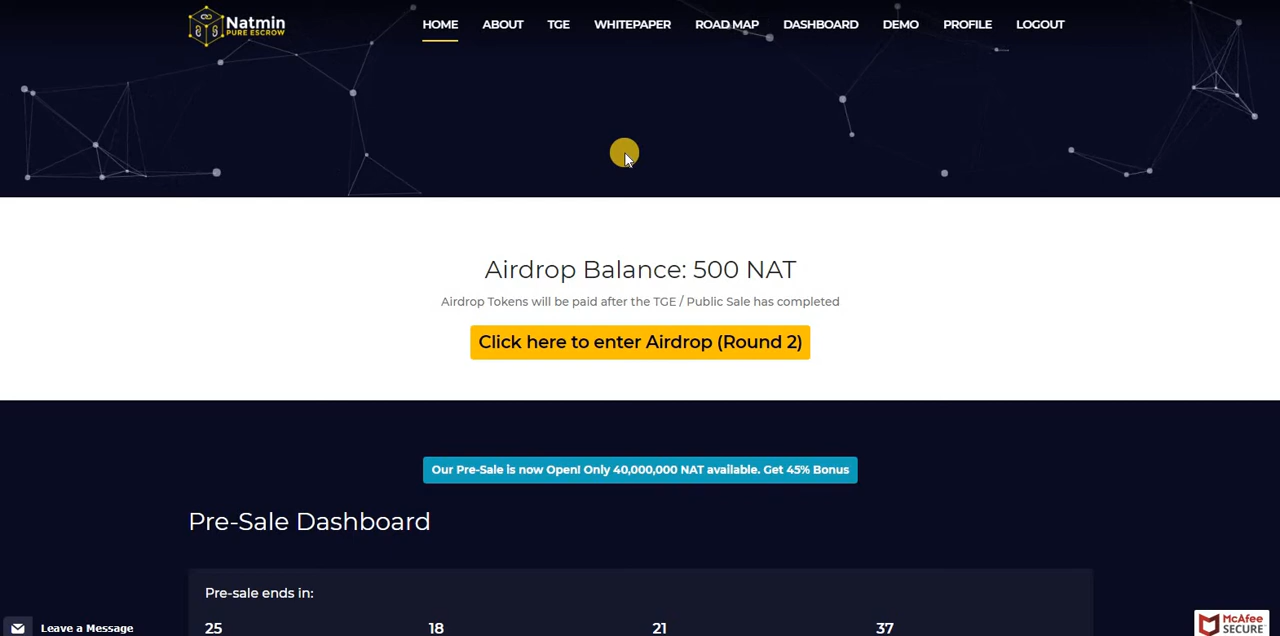 Natmin
PURE ESCROW
HOME ABOUT TGE WHITEPAPER ROAD MAP DASHBOARD DEMO PROFILE LOGOUT
Airdrop Balance: 500 NAT
Airdrop Tokens will be paid after the TGE / Public Sale has completed
Click here to enter Airdrop (Round 2)
Our Pre-Sale is now Open! Only 40,000,000 NAT available. Get 45% Bonus
Pre-Sale Dashboard
Pre-sale ends in:
25 18 21 37
Leave a Message
McAfee
SECURE